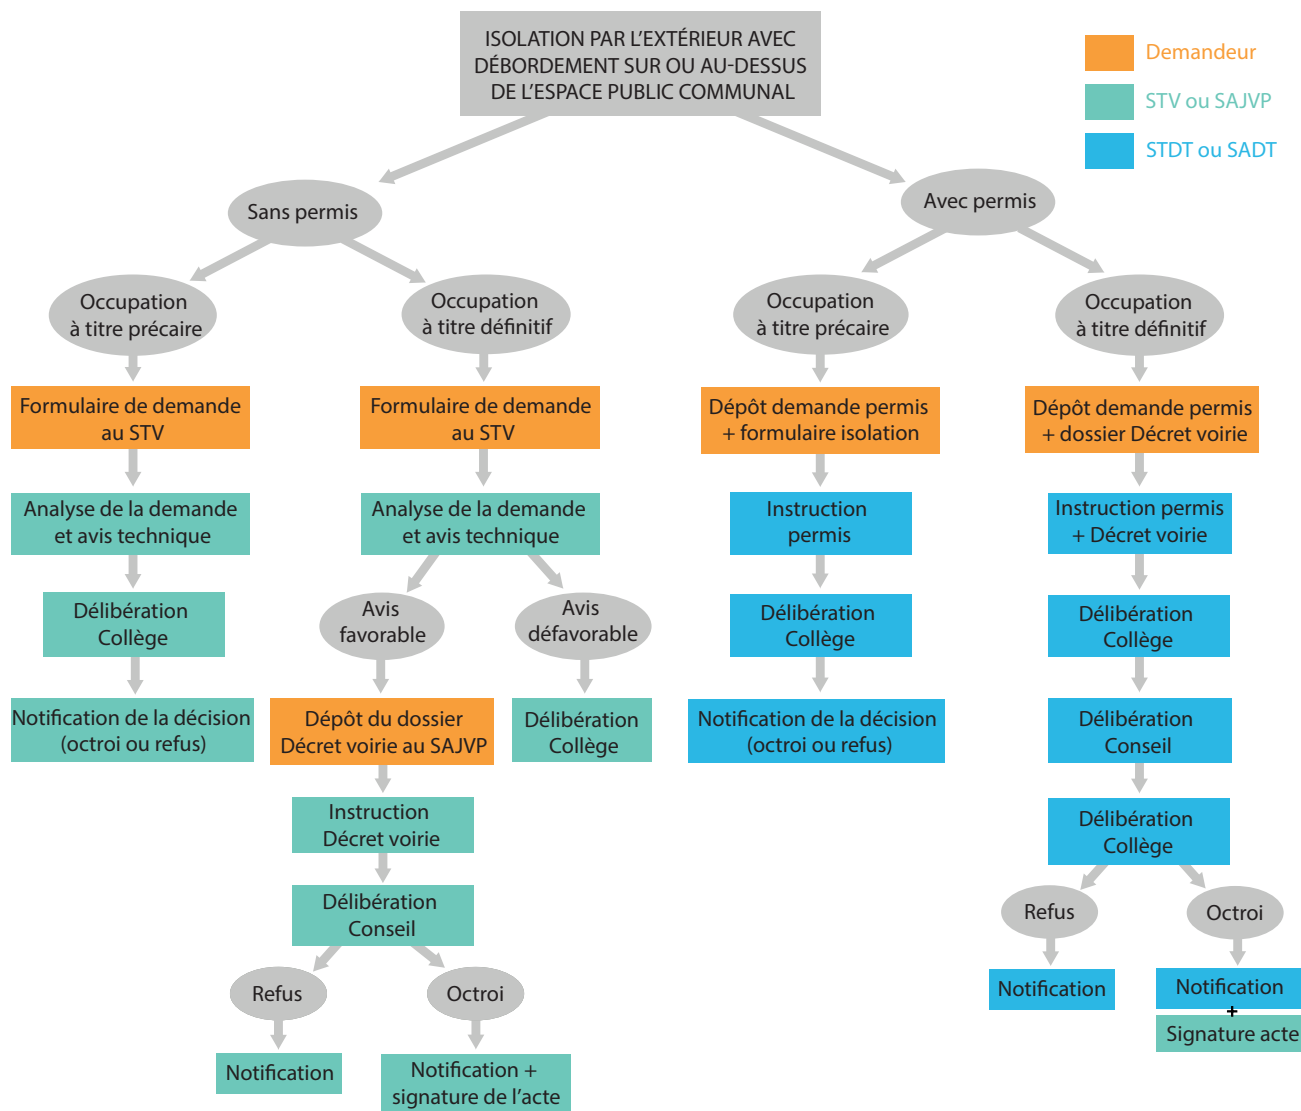 ISOLATION PAR L’EXTÉRIEUR AVEC
DÉBORDEMENT SUR OU AU-DESSUS
DE L’ESPACE PUBLIC COMMUNAL
Demandeur
STV ou SAJVP
STDT ou SADT
Sans permis
Avec permis
Occupation
à titre précaire
Occupation
à titre définitif
Occupation
à titre précaire
Occupation
à titre définitif
Formulaire de demande
au STV
Formulaire de demande
au STV
Dépôt demande permis
+ formulaire isolation
Dépôt demande permis
+ dossier Décret voirie
Analyse de la demande
et avis technique
Analyse de la demande
et avis technique
Instruction
permis
Instruction permis
+ Décret voirie
Délibération
Collège
Avis
favorable
Avis
défavorable
Délibération
Collège
Délibération
Collège
Notification de la décision
(octroi ou refus)
Dépôt du dossier
Décret voirie au SAJVP
Délibération
Collège
Notification de la décision
(octroi ou refus)
Délibération
Conseil
Instruction
Décret voirie
Délibération
Collège
Délibération
Conseil
Refus
Octroi
Refus
Octroi
Notification
Notification
+
Signature acte
Notification
Notification +
signature de l’acte